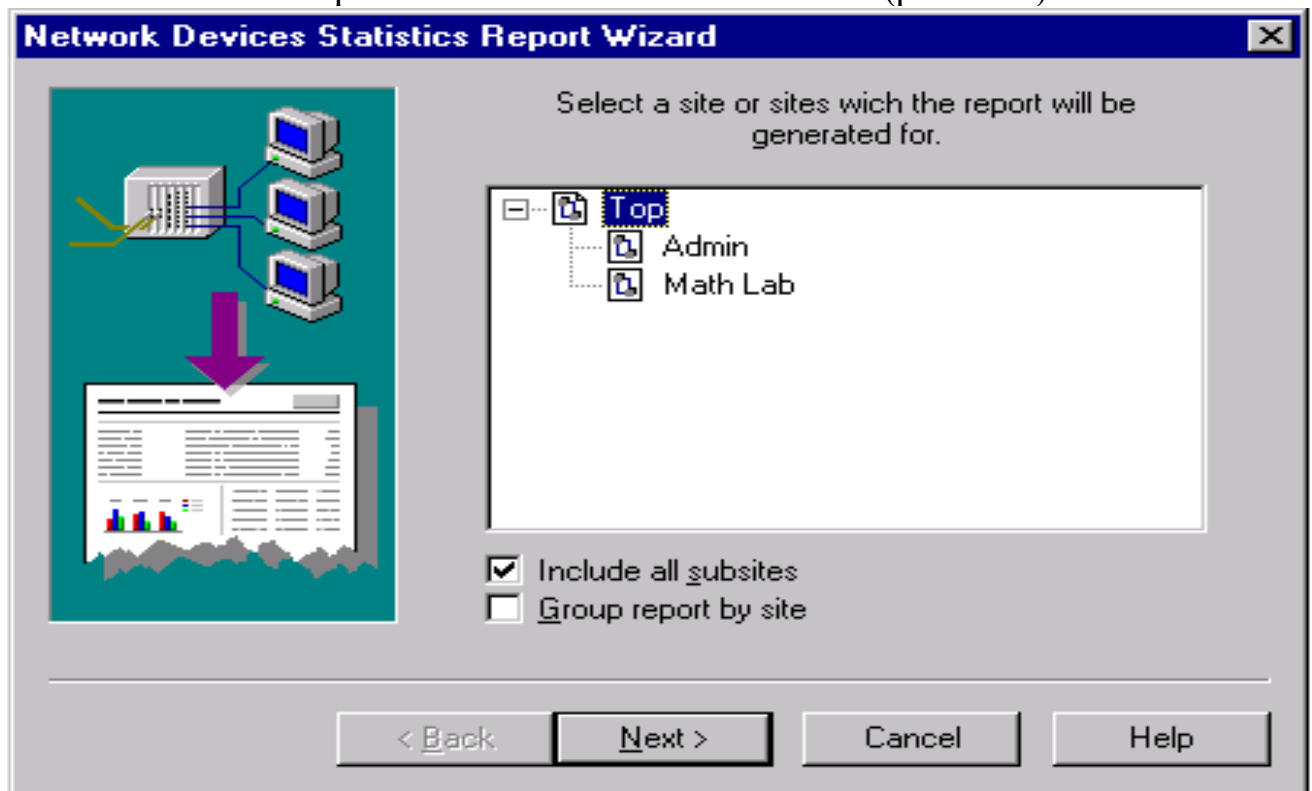 Network Devices Statistics Report Wizard
Select a site or sites wich the report will be
generated for.
Top
Admin
Math Lab
Include all subsites
Group report by site
< Back
Next >
Cancel
Help